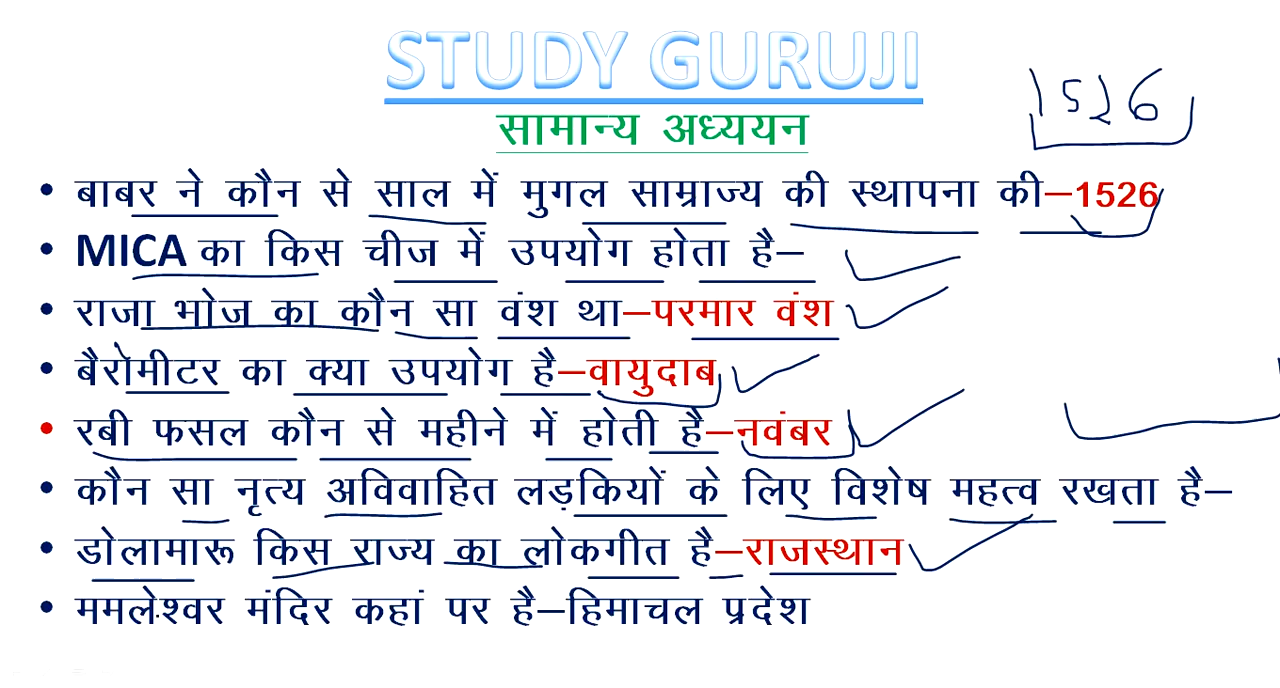 STUDY GURUJI
सामान्य अध्ययन
1526
• बाबर ने कौन से साल में मुगल साम्राज्य की स्थापना की–1526
• MICA का किस चीज में उपयोग होता है–
• राजा भोज का कौन सा वंश था–परमार वंश
• बैरोमीटर का क्या उपयोग है–वायुदाब
• रबी फसल कौन से महीने में होती है–नवंबर
• कौन सा नृत्य अविवाहित लड़कियों के लिए विशेष महत्व रखता है–
• डोलामारू किस राज्य का लोकगीत है–राजस्थान
• ममलेश्वर मंदिर कहां पर है–हिमाचल प्रदेश